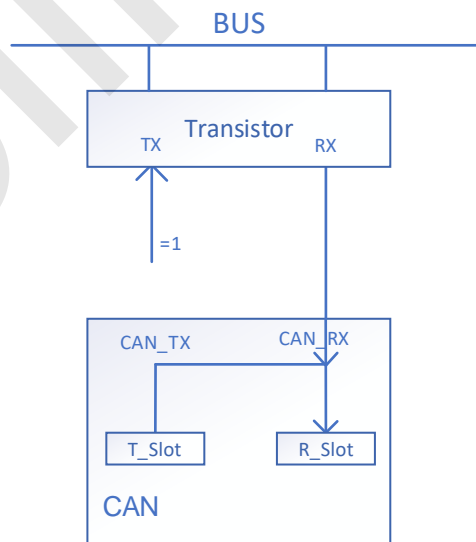 BUS
Transistor
TX
RX
=1
CAN_TX
CAN_RX
T_Slot
R_Slot
CAN